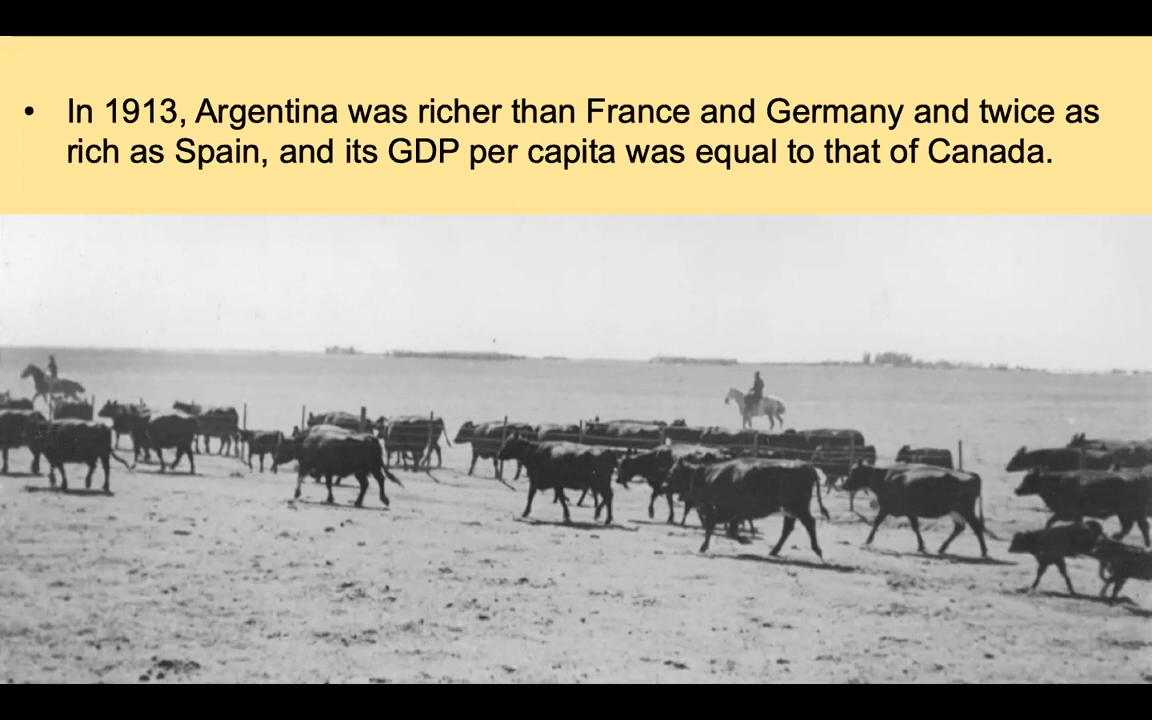 • In 1913, Argentina was richer than France and Germany and twice as
rich as Spain, and its GDP per capita was equal to that of Canada.